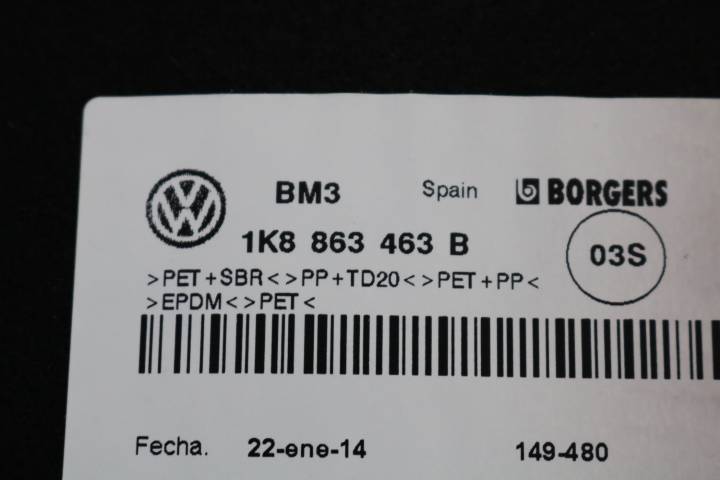 BM3 Spain BORGERS
1K8 863 463 B
03S
>PET+SBR<>PP+TD20<>PET+PP<
>EPDM<>PET<
Fecha. 22-ene-14 149-480